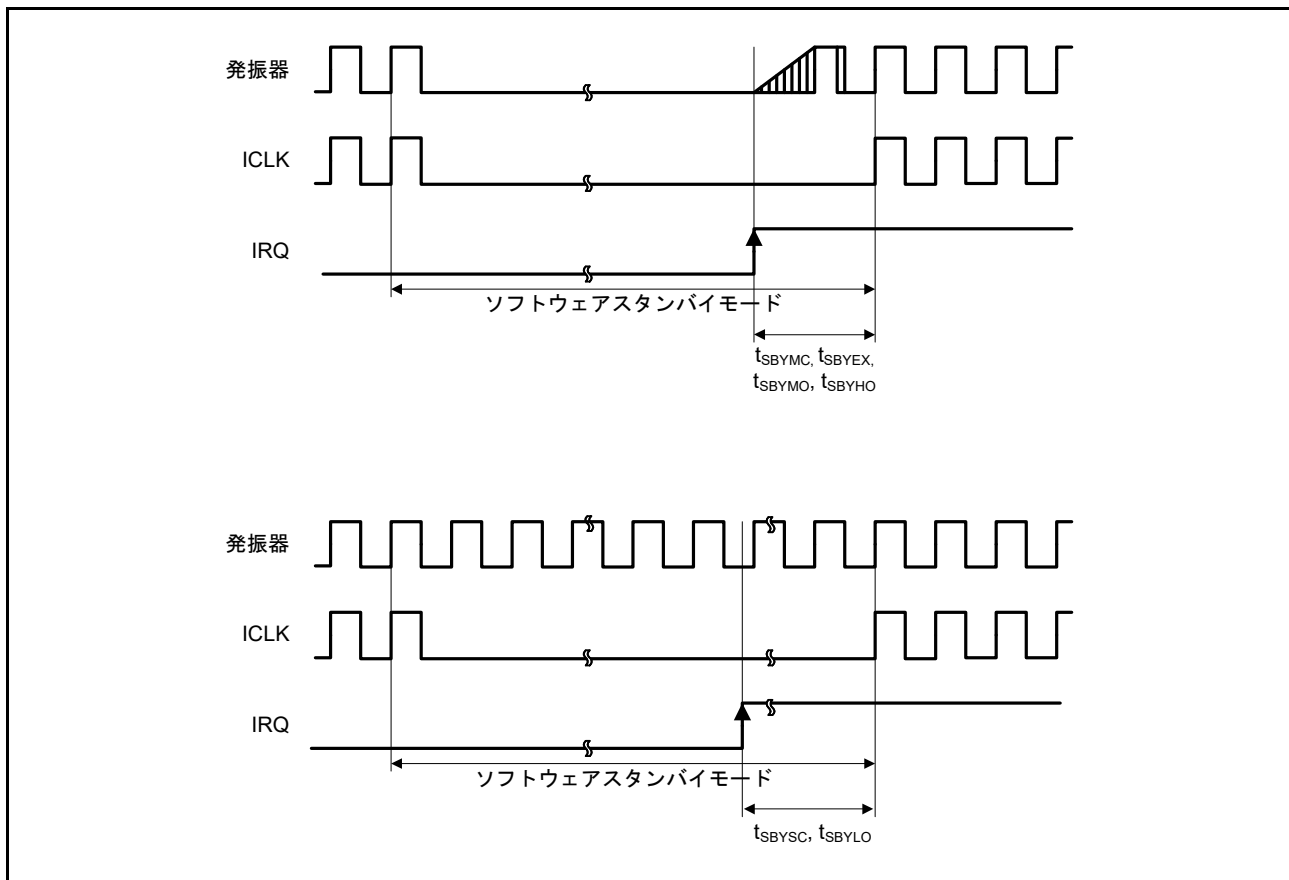 発振器
ICLK
IRQ
ソフトウェアスタンバイモード
tSBYMC, tSBYEX,
tSBYMO, tSBYHO
発振器
ICLK
IRQ
ソフトウェアスタンバイモード
tSBYSC, tSBYLO